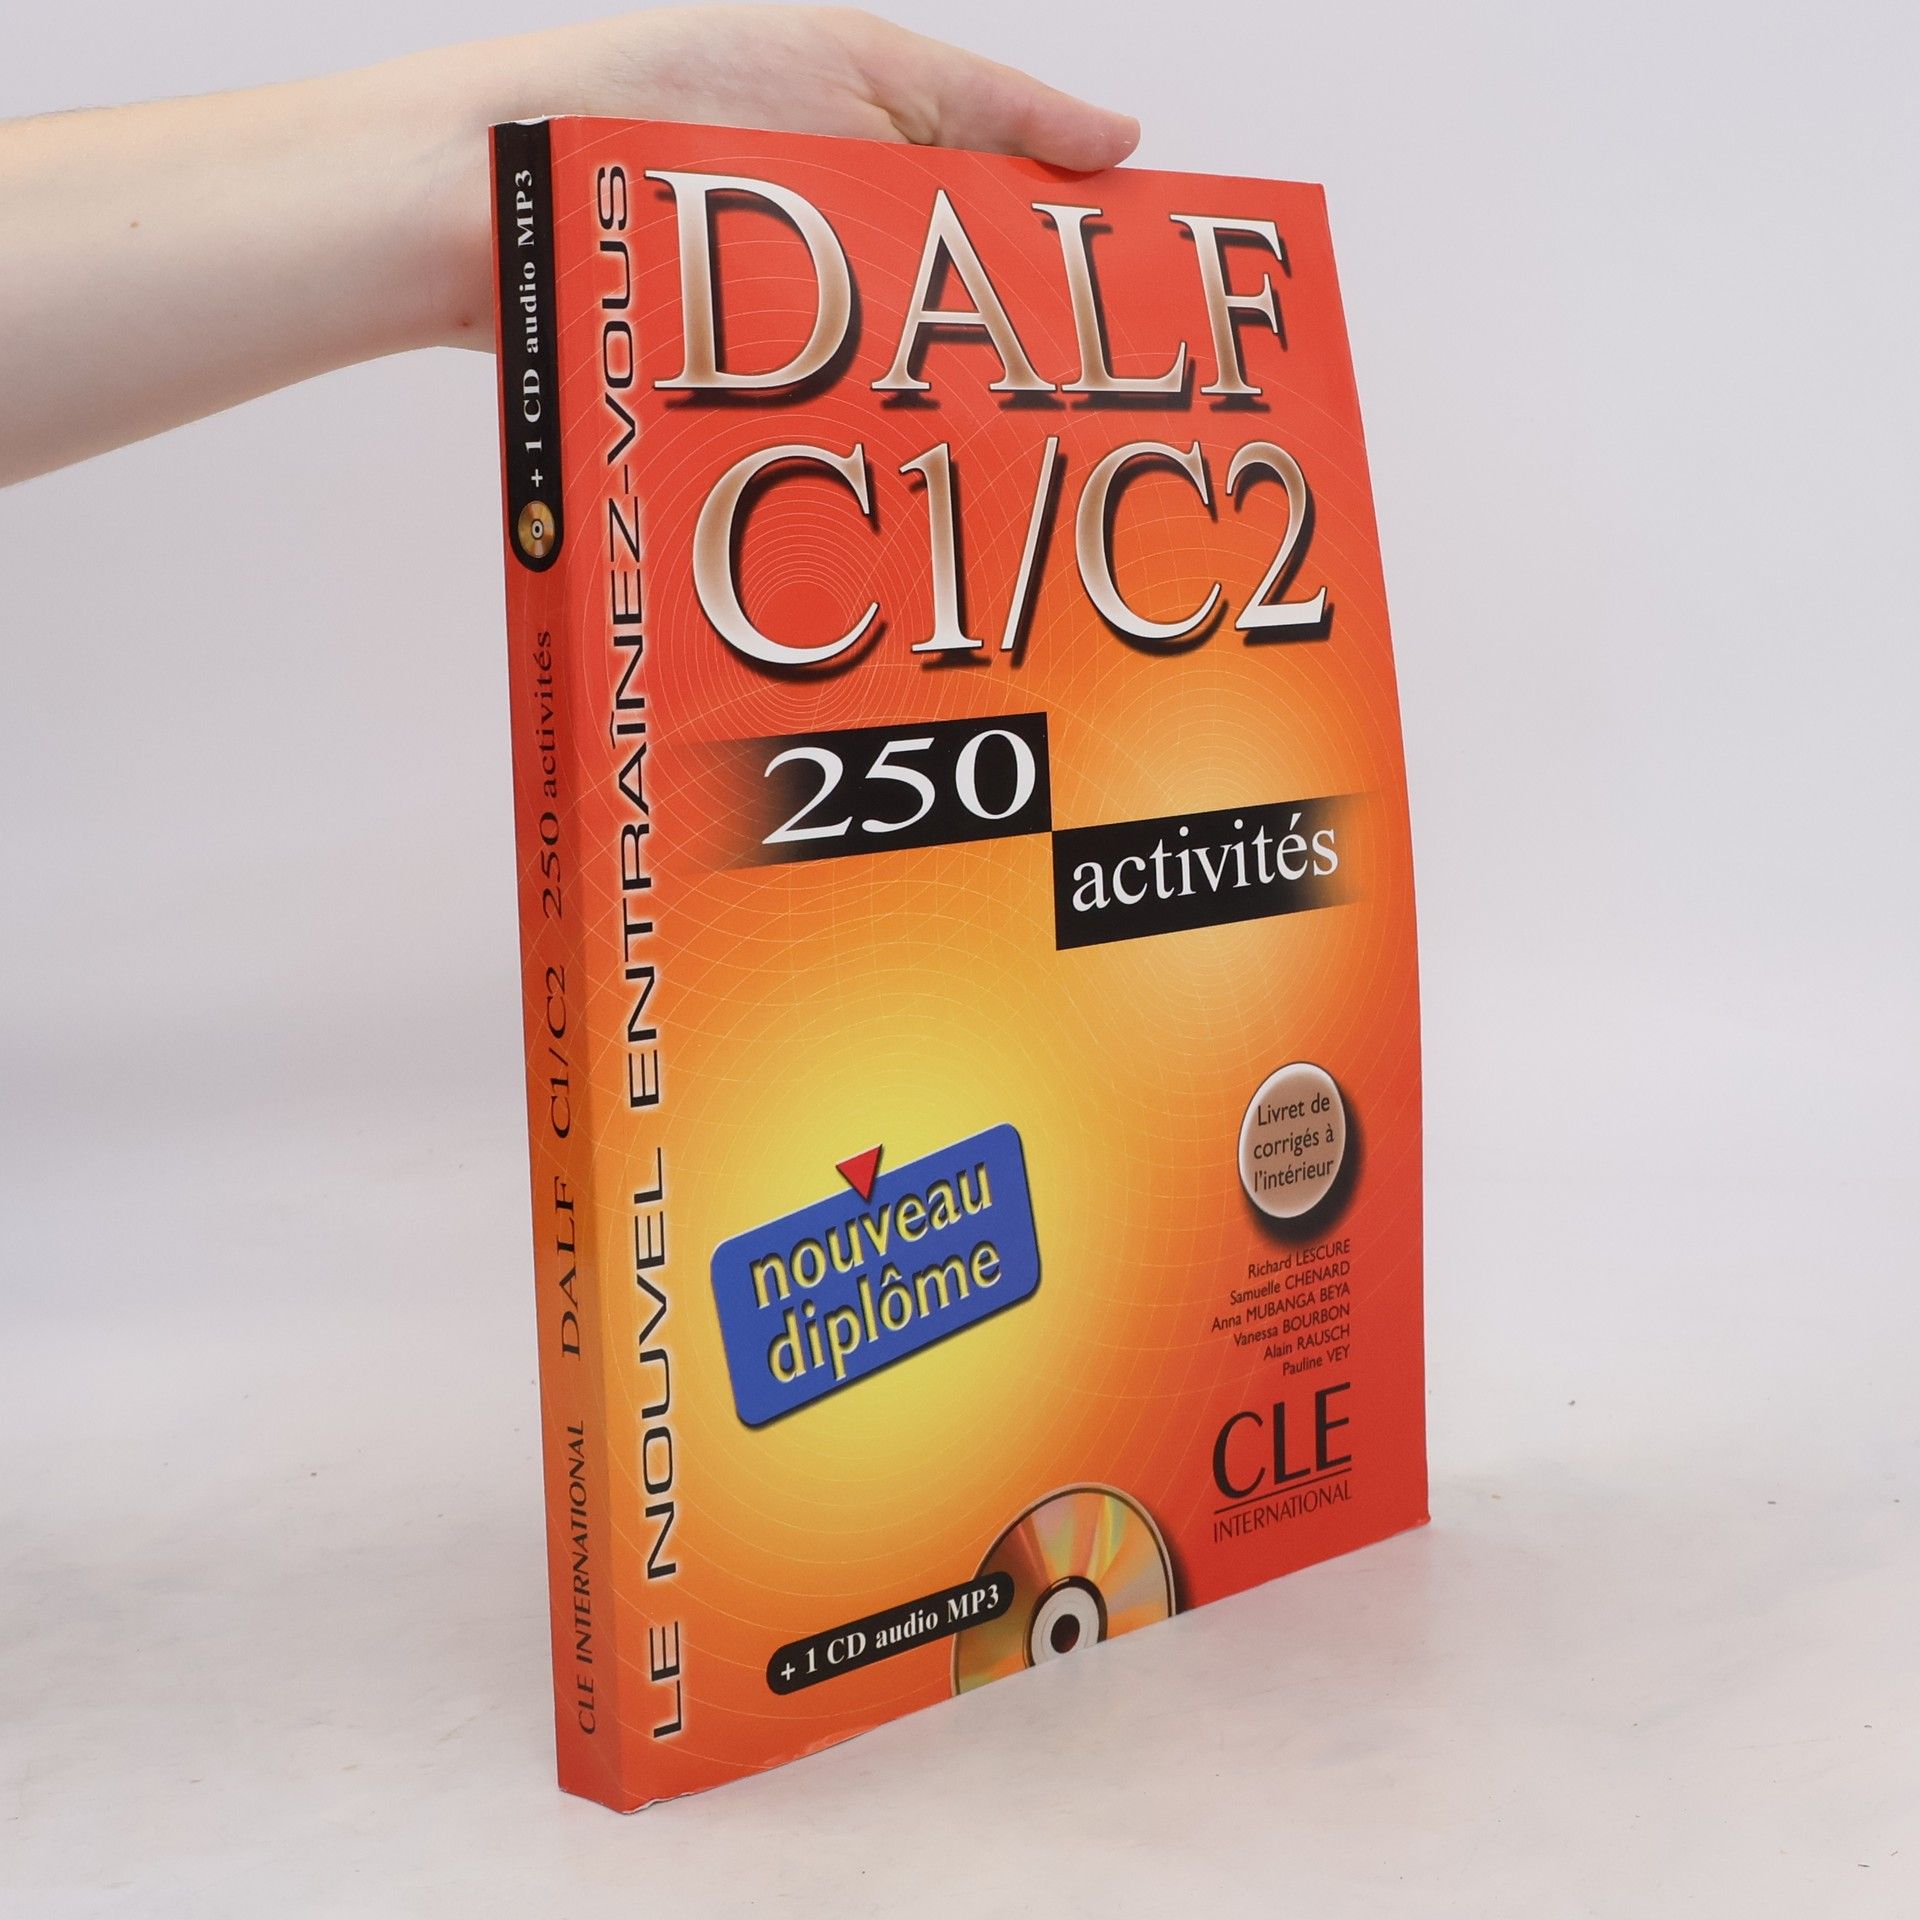 + 1 CD audio MP3
CLE INTERNATIONAL DALF C1/C2 250 activités
LE NOUVEL ENTRAÎNEZ-VOUS
DALF
C1/C2
250
activités
Livret de
corrigés à
l'intérieur
nouveau
diplôme
Richard LESCURE
Samuelle CHENARD
Anna MUBANGA BEYA
Vanessa BOURBON
Alain RAUSCH
Pauline VEY
CLE
INTERNATIONAL
+ 1 CD audio MP3